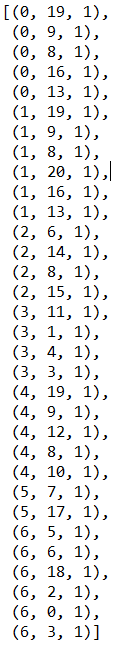 [(0, 19, 1),
(0, 9, 1),
(0, 8, 1),
(0, 16, 1),
(0, 13, 1),
(1, 19, 1),
(1, 9, 1),
(1, 8, 1),
(1, 20, 1),
(1, 16, 1),
(1, 13, 1),
(2, 6, 1),
(2, 14, 1),
(2, 8, 1),
(2, 15, 1),
(3, 11, 1),
(3, 1, 1),
(3, 4, 1),
(3, 3, 1),
(4, 19, 1),
(4, 9, 1),
(4, 12, 1),
(4, 8, 1),
(4, 10, 1),
(5, 7, 1),
(5, 17, 1),
(6, 5, 1),
(6, 6, 1),
(6, 18, 1),
(6, 2, 1),
(6, 0, 1),
(6, 3, 1)]